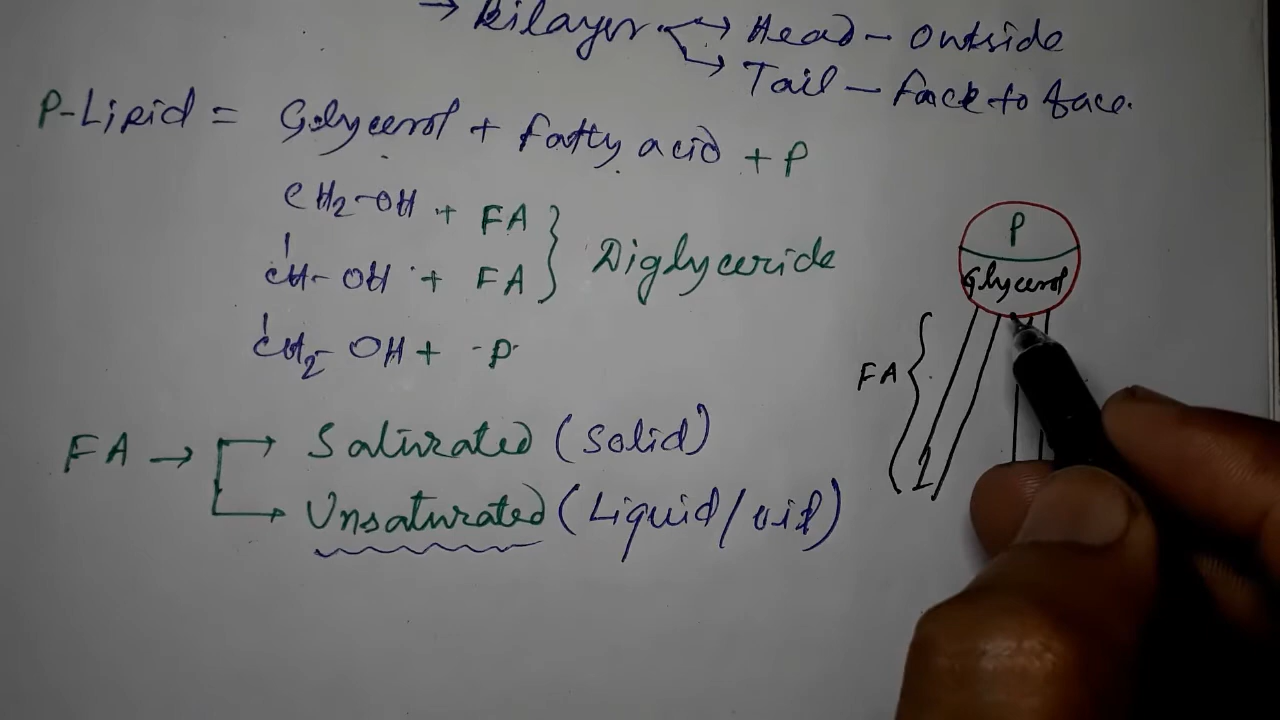 → Bilayer → Head - Outside
→ Tail - face to face.
P-Lipid = Glycerol + fatty acid + P
CH2-OH + FA
CH-OH + FA } Diglyceride
CH2-OH + P
P
Glycerol
FA {
1
FA → → Saturated (Solid)
→ Unsaturated (Liquid/oil)